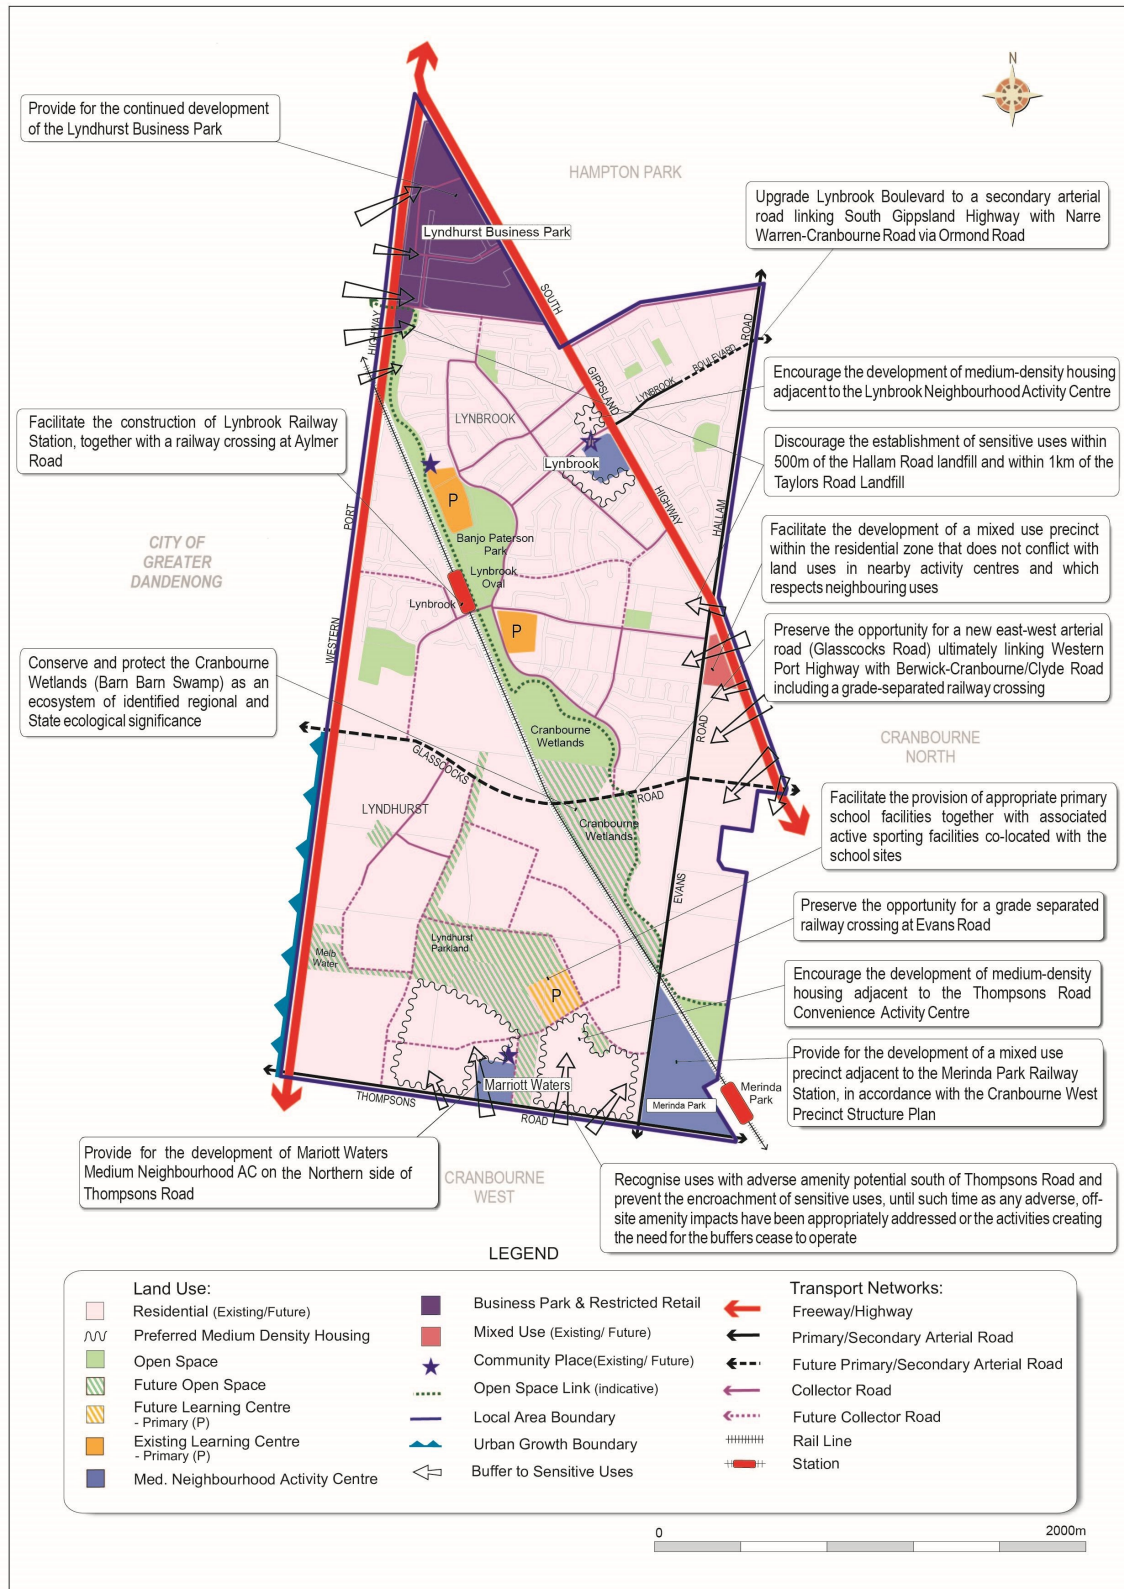 N
Provide for the continued development
of the Lyndhurst Business Park
HAMPTON PARK
Upgrade Lynbrook Boulevard to a secondary arterial
road linking South Gippsland Highway with Narre
Warren-Cranbourne Road via Ormond Road
Lyndhurst Business Park
SOUTH
HIGHWAY
ROAD
GIPPSLAND
LYNBROOK
BOULEVARD
Encourage the development of medium-density housing
adjacent to the Lynbrook Neighbourhood Activity Centre
Facilitate the construction of Lynbrook Railway
Station, together with a railway crossing at Aylmer
Road
LYNBROOK
Lynbrook
Discourage the establishment of sensitive uses within
500m of the Hallam Road landfill and within 1km of the
Taylors Road Landfill
P
HIGHWAY
HALLAM
PORT
Banjo Paterson
Park
Lynbrook
Oval
Lynbrook
CITY OF
GREATER
DANDENONG
Facilitate the development of a mixed use precinct
within the residential zone that does not conflict with
land uses in nearby activity centres and which
respects neighbouring uses
P
WESTERN
Preserve the opportunity for a new east-west arterial
road (Glasscocks Road) ultimately linking Western
Port Highway with Berwick-Cranbourne/Clyde Road
including a grade-separated railway crossing
Conserve and protect the Cranbourne
Wetlands (Barn Barn Swamp) as an
ecosystem of identified regional and
State ecological significance
Cranbourne
Wetlands
ROAD
CRANBOURNE
NORTH
GLASSCOCKS
ROAD
LYNDHURST
Cranbourne
Wetlands
Facilitate the provision of appropriate primary
school facilities together with associated
active sporting facilities co-located with the
school sites
EVANS
Preserve the opportunity for a grade separated
railway crossing at Evans Road
Lyndhurst
Parkland
Melb
Water
P
Encourage the development of medium-density
housing adjacent to the Thompsons Road
Convenience Activity Centre
Provide for the development of a mixed use
precinct adjacent to the Merinda Park Railway
Station, in accordance with the Cranbourne West
Precinct Structure Plan
Marriott Waters
Merinda
Park
Merinda Park
THOMPSONS
ROAD
Provide for the development of Mariott Waters
Medium Neighbourhood AC on the Northern side of
Thompsons Road
CRANBOURNE
WEST
Recognise uses with adverse amenity potential south of Thompsons Road and
prevent the encroachment of sensitive uses, until such time as any adverse, off-
site amenity impacts have been appropriately addressed or the activities creating
the need for the buffers cease to operate
LEGEND
Land Use:
Residential (Existing/Future)
Preferred Medium Density Housing
Open Space
Future Open Space
Future Learning Centre
- Primary (P)
Existing Learning Centre
- Primary (P)
Med. Neighbourhood Activity Centre
Business Park & Restricted Retail
Mixed Use (Existing/ Future)
Community Place(Existing/ Future)
Open Space Link (indicative)
Local Area Boundary
Urban Growth Boundary
Buffer to Sensitive Uses
Transport Networks:
Freeway/Highway
Primary/Secondary Arterial Road
Future Primary/Secondary Arterial Road
Collector Road
Future Collector Road
Rail Line
Station
0
2000m